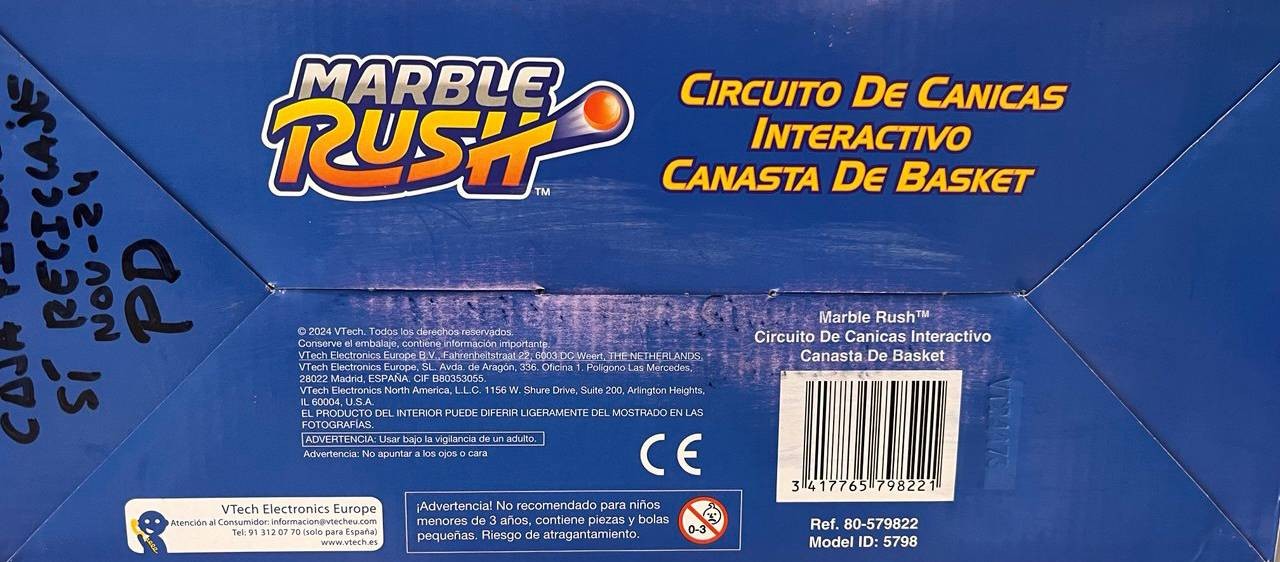 MARBLE
RUSH™
CIRCUITO DE CANICAS
INTERACTIVO
CANASTA DE BASKET
CAJA
RECICLAJE
SÍ
NOV-24
PD
© 2024 VTech. Todos los derechos reservados.
Conserve el embalaje, contiene información importante.
VTech Electronics Europe B.V., Fahrenheitstraat 22, 6003 DC Weert, THE NETHERLANDS.
VTech Electronics Europe, SL. Avda. de Aragón, 336. Oficina 1. Polígono Las Mercedes,
28022 Madrid, ESPAÑA. CIF B80353055.
VTech Electronics North America, L.L.C. 1156 W. Shure Drive, Suite 200, Arlington Heights,
IL 60004, U.S.A.
EL PRODUCTO DEL INTERIOR PUEDE DIFERIR LIGERAMENTE DEL MOSTRADO EN LAS
FOTOGRAFÍAS.
ADVERTENCIA: Usar bajo la vigilancia de un adulto.
Advertencia: No apuntar a los ojos o cara
CE
Marble Rush™
Circuito De Canicas Interactivo
Canasta De Basket
3 417765 798221
Ref. 80-579822
Model ID: 5798
VTech Electronics Europe
Atención al Consumidor: informacion@vtecheu.com
Tel: 91 312 07 70 (solo para España)
www.vtech.es
¡Advertencia! No recomendado para niños
menores de 3 años, contiene piezas y bolas
pequeñas. Riesgo de atragantamiento.
0-3